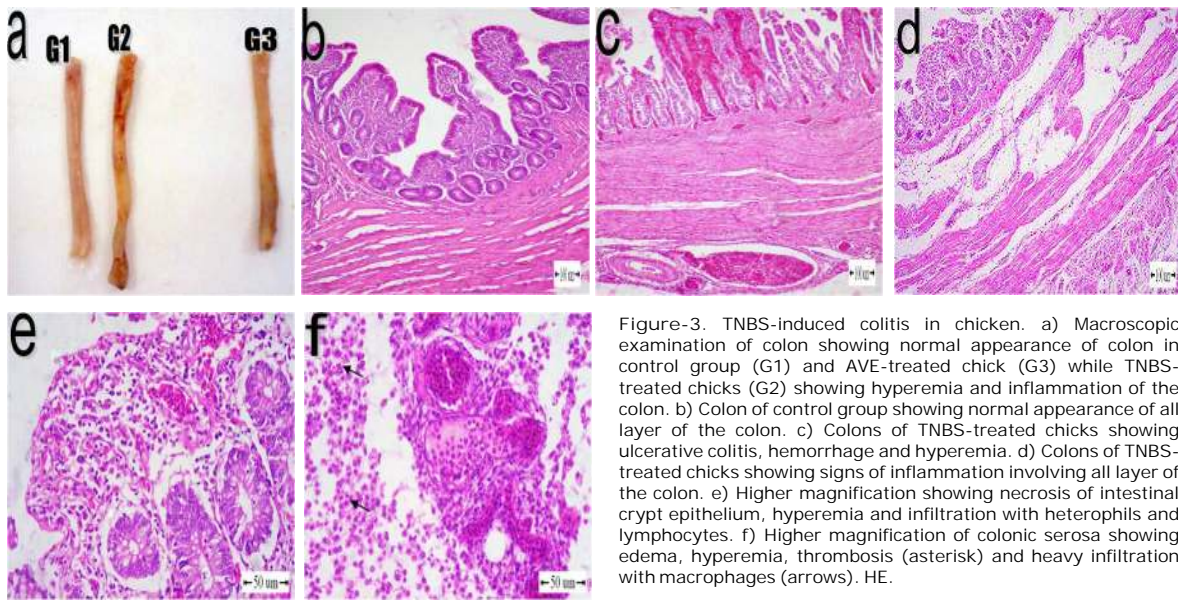 a
G1
G2
G3
b
100 um
c
100 um
d
100 um
e
50 um
f
50 um
Figure-3. TNBS-induced colitis in chicken. a) Macroscopic
examination of colon showing normal appearance of colon in
control group (G1) and AVE-treated chick (G3) while TNBS-
treated chicks (G2) showing hyperemia and inflammation of the
colon. b) Colon of control group showing normal appearance of all
layer of the colon. c) Colons of TNBS-treated chicks showing
ulcerative colitis, hemorrhage and hyperemia. d) Colons of TNBS-
treated chicks showing signs of inflammation involving all layer of
the colon. e) Higher magnification showing necrosis of intestinal
crypt epithelium, hyperemia and infiltration with heterophils and
lymphocytes. f) Higher magnification of colonic serosa showing
edema, hyperemia, thrombosis (asterisk) and heavy infiltration
with macrophages (arrows). HE.